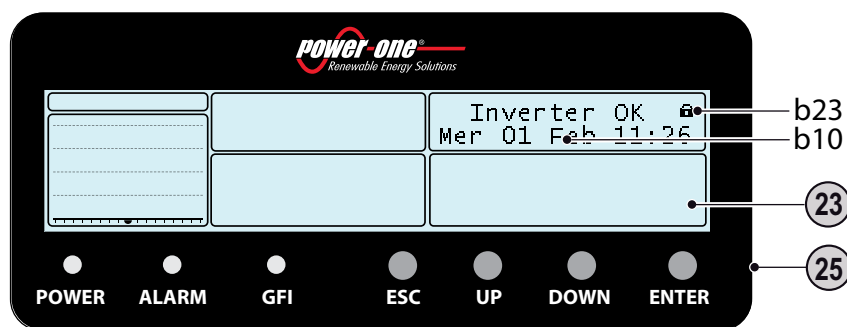 power-one®
Renewable Energy Solutions
Inverter OK
Mer 01 Feb 11:26
b23
b10
23
25
POWER
ALARM
GFI
ESC
UP
DOWN
ENTER